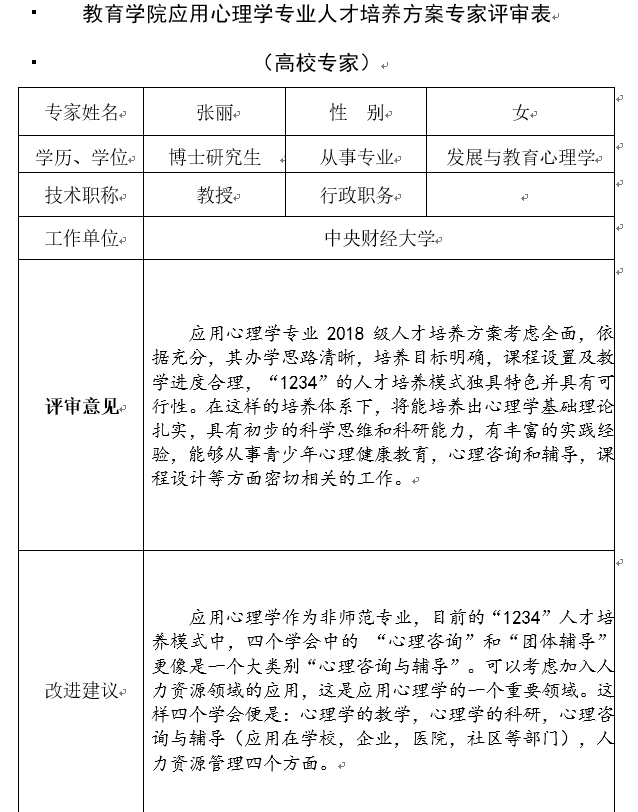 教育学院应用心理学专业人才培养方案专家评审表
（高校专家）
专家姓名 张丽 性 别 女
学历、学位 博士研究生 从事专业 发展与教育心理学
技术职称 教授 行政职务
工作单位 中央财经大学
应用心理学专业 2018 级人才培养方案考虑全面，依
据充分，其办学思路清晰，培养目标明确，课程设置及教
学进度合理，“1234”的人才培养模式独具特色并具有可
评审意见 行性。在这样的培养体系下，将能培养出心理学基础理论
扎实，具有初步的科学思维和科研能力，有丰富的实践经
验，能够从事青少年心理健康教育，心理咨询和辅导，课
程设计等方面密切相关的工作。
应用心理学作为非师范专业，目前的“1234”人才培
养模式中，四个学会中的 “心理咨询”和“团体辅导”
更像是一个大类别“心理咨询与辅导”。可以考虑加入人
改进建议 力资源领域的应用，这是应用心理学的一个重要领域。这
样四个学会便是：心理学的教学，心理学的科研，心理咨
询与辅导（应用在学校，企业，医院，社区等部门），人
力资源管理四个方面。